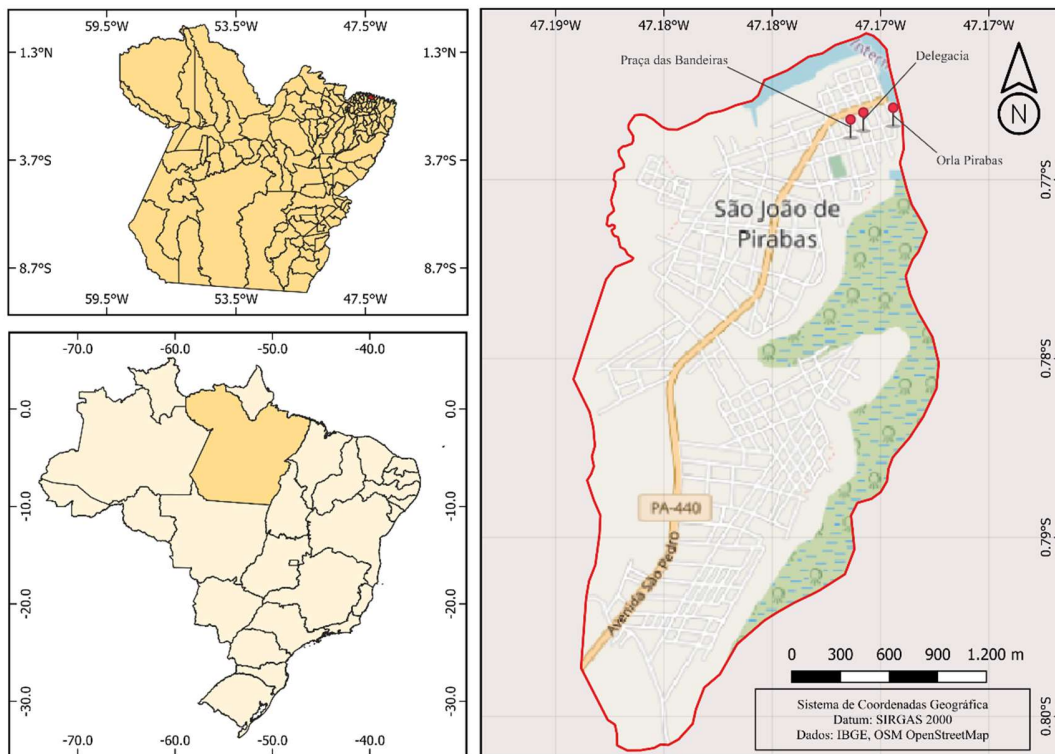 59.5°W 53.5°W 47.5°W
1.3°N 1.3°N
3.7°S 3.7°S
8.7°S 8.7°S
59.5°W 53.5°W 47.5°W
-70.0 -60.0 -50.0 -40.0
0.0 0.0
-10.0 -10.0
-20.0 -20.0
-30.0 -30.0
-70.0 -60.0 -50.0 -40.0
47.19°W 47.18°W 47.18°W 47.17°W 47.17°W
Praça das Bandeiras
Delegacia
N
Orla Pirabas
0.77°S
São João de
Pirabas
0.78°S
PA-440
Avenida São Pedro
0.79°S
0 300 600 900 1.200 m
Sistema de Coordenadas Geográfica
Datum: SIRGAS 2000
Dados: IBGE, OSM OpenStreetMap
0.80°S